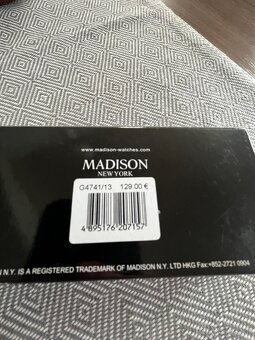 www.madison-watches.com
MADISON
NEW YORK
G4741/13 129.00 €
4 895176 207157
N N.Y. IS A REGISTERED TRADEMARK OF MADISON N.Y. LTD HKG Fax:+852-2721 0904